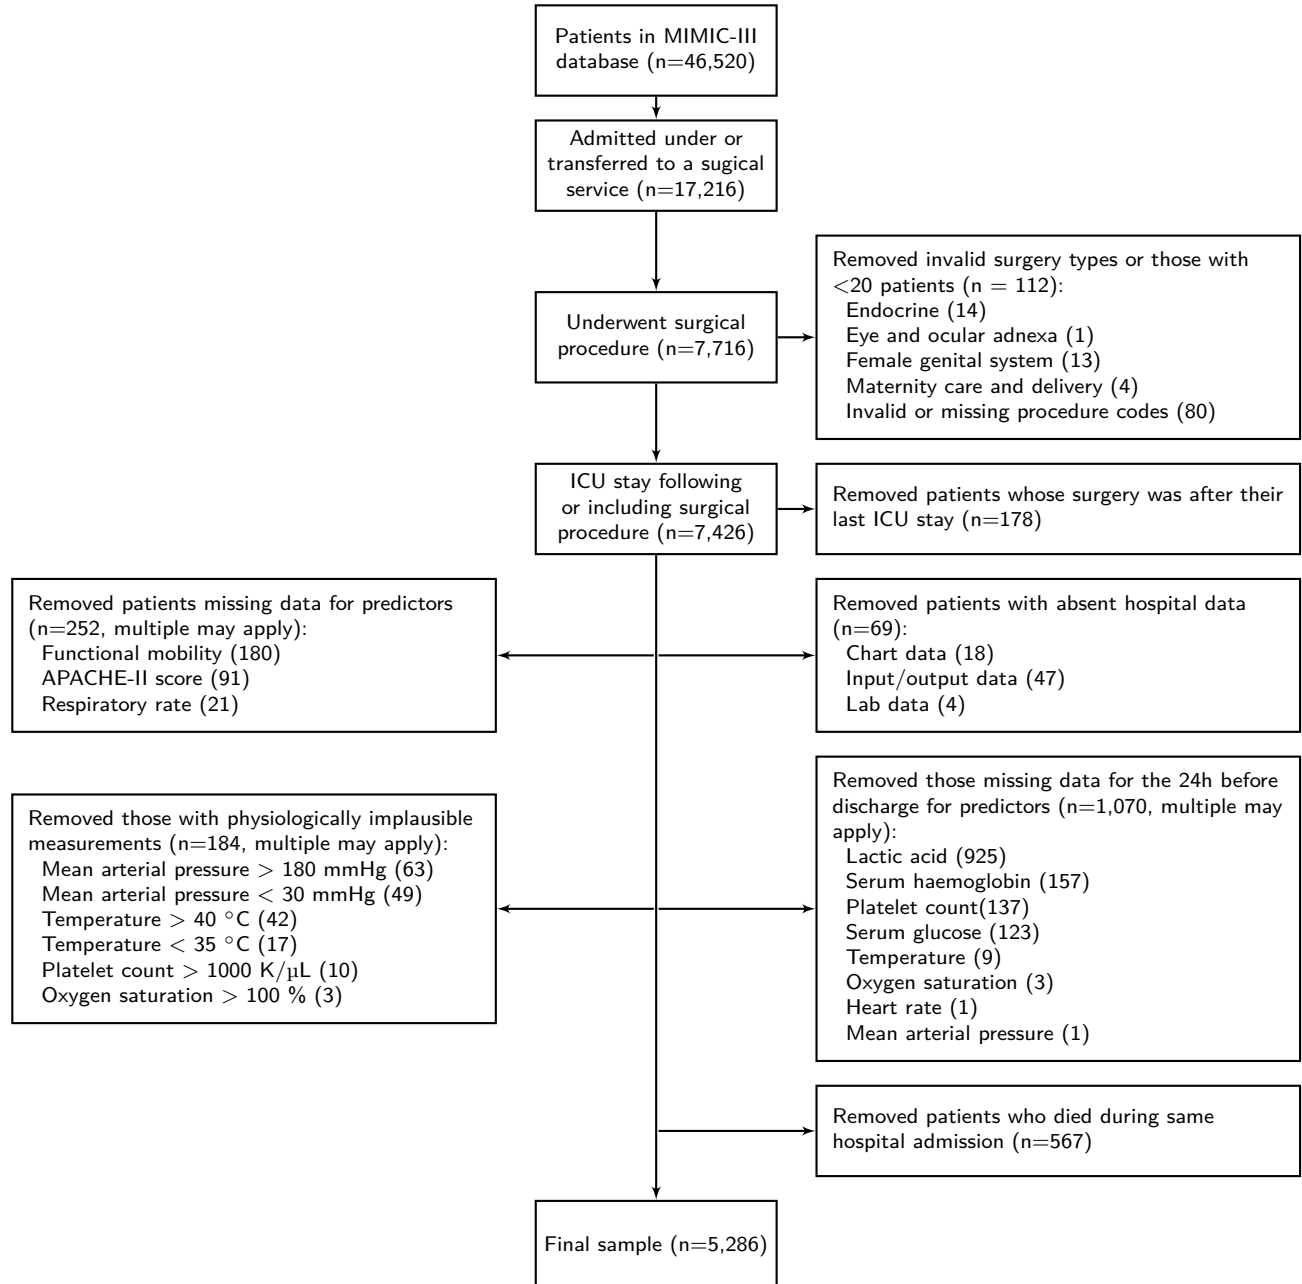 Patients in MIMIC-III
database (n=46,520)
Admitted under or
transferred to a sugical
service (n=17,216)
Removed invalid surgery types or those with
<20 patients (n = 112):
Endocrine (14)
Eye and ocular adnexa (1)
Female genital system (13)
Maternity care and delivery (4)
Invalid or missing procedure codes (80)
Underwent surgical
procedure (n=7,716)
ICU stay following
or including surgical
procedure (n=7,426)
Removed patients whose surgery was after their
last ICU stay (n=178)
Removed patients missing data for predictors
(n=252, multiple may apply):
Functional mobility (180)
APACHE-II score (91)
Respiratory rate (21)
Removed patients with absent hospital data
(n=69):
Chart data (18)
Input/output data (47)
Lab data (4)
Removed those with physiologically implausible
measurements (n=184, multiple may apply):
Mean arterial pressure > 180 mmHg (63)
Mean arterial pressure < 30 mmHg (49)
Temperature > 40 °C (42)
Temperature < 35 °C (17)
Platelet count > 1000 K/µL (10)
Oxygen saturation > 100 % (3)
Removed those missing data for the 24h before
discharge for predictors (n=1,070, multiple may
apply):
Lactic acid (925)
Serum haemoglobin (157)
Platelet count(137)
Serum glucose (123)
Temperature (9)
Oxygen saturation (3)
Heart rate (1)
Mean arterial pressure (1)
Removed patients who died during same
hospital admission (n=567)
Final sample (n=5,286)